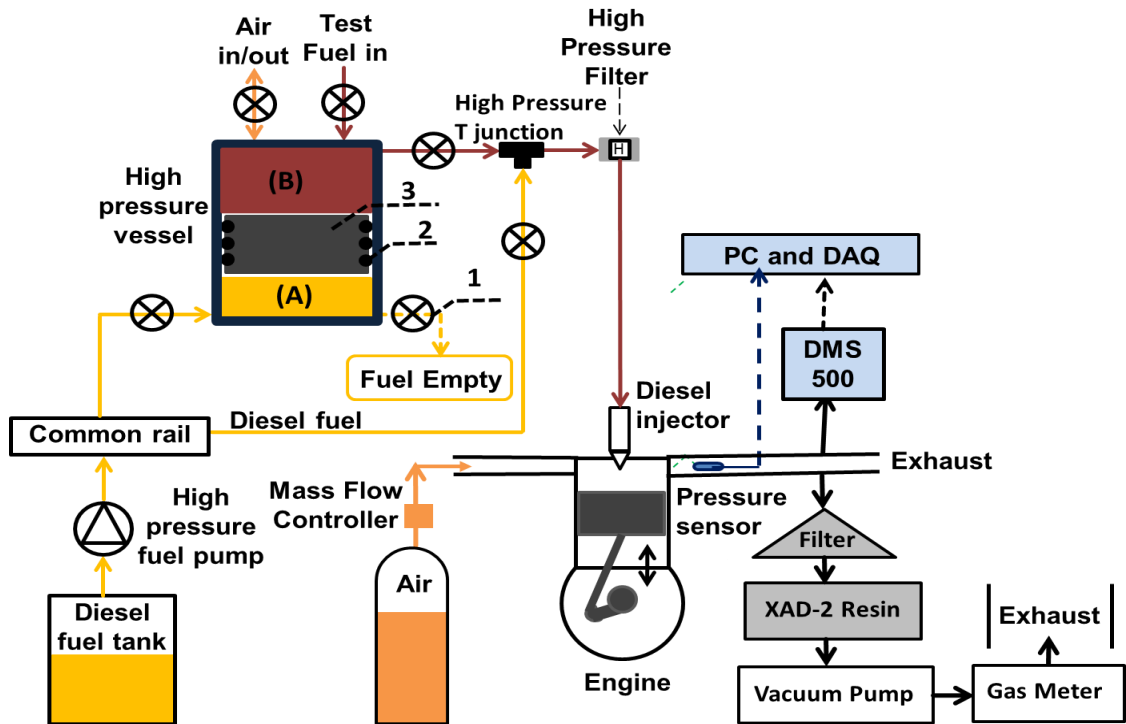 Air
in/out
Test
Fuel in
High
Pressure
Filter
High Pressure
T junction
H
(B)
3
High
pressure
vessel
2
PC and DAQ
1
(A)
DMS
500
Fuel Empty
Diesel
injector
Diesel fuel
Common rail
Exhaust
Mass Flow
Controller
Pressure
sensor
High
pressure
fuel pump
Filter
Air
Diesel
fuel tank
XAD-2 Resin
Exhaust
Engine
Vacuum Pump
Gas Meter